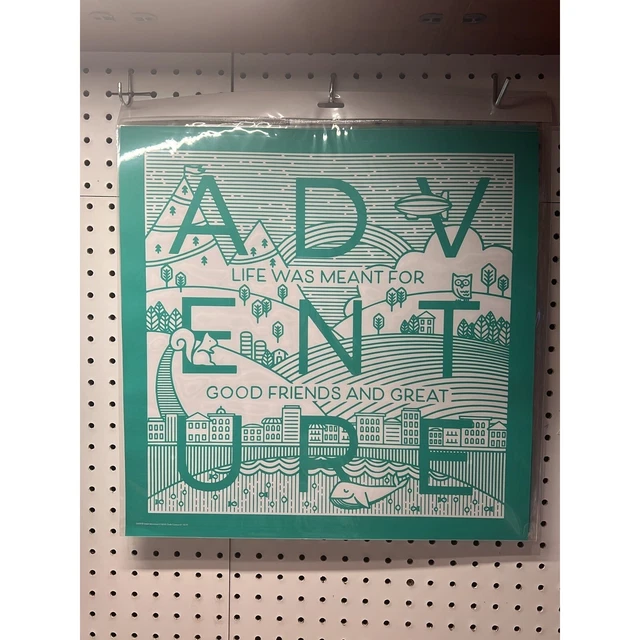 ADV
LIFE WAS MEANT FOR
ENT
GOOD FRIENDS AND GREAT
URE